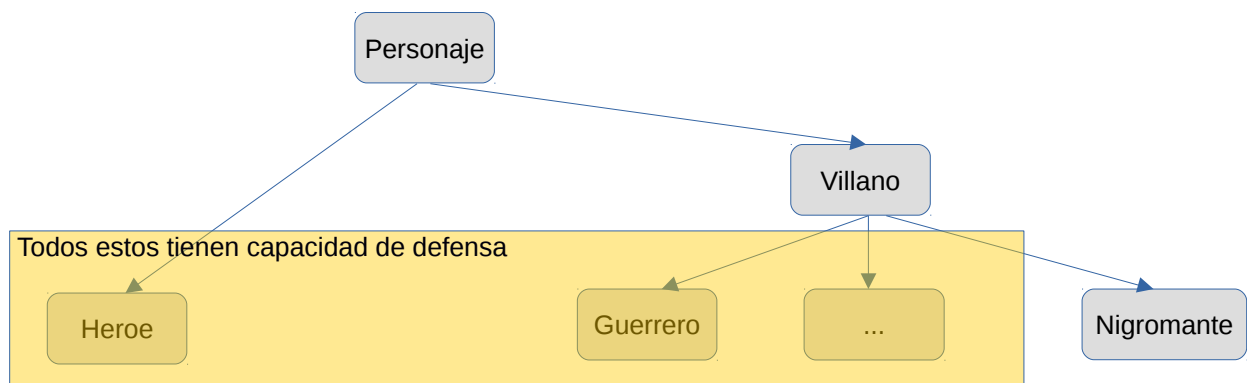 Personaje
Villano
Todos estos tienen capacidad de defensa
Heroe
Guerrero
...
Nigromante